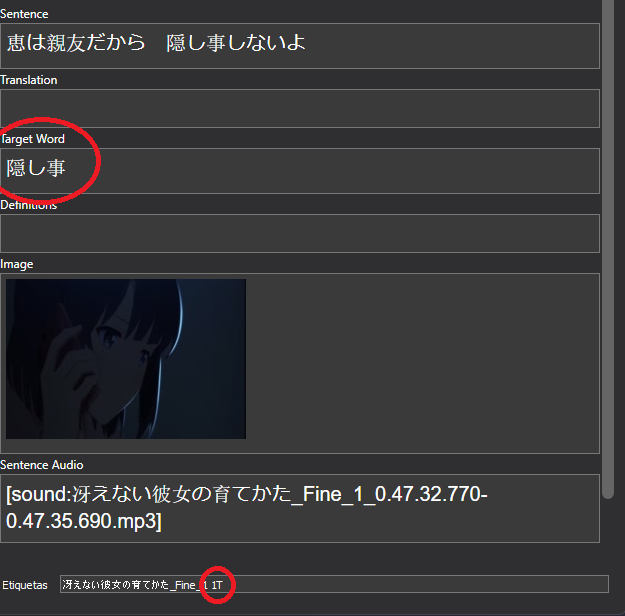 Sentence
恵は親友だから　隠し事しないよ
Translation
Target Word
隠し事
Definitions
Image
Sentence Audio
[sound:冴えない彼女の育てかた_Fine_1_0.47.32.770-
0.47.35.690.mp3]
Etiquetas 冴えない彼女の育てかた_Fine_1 1T